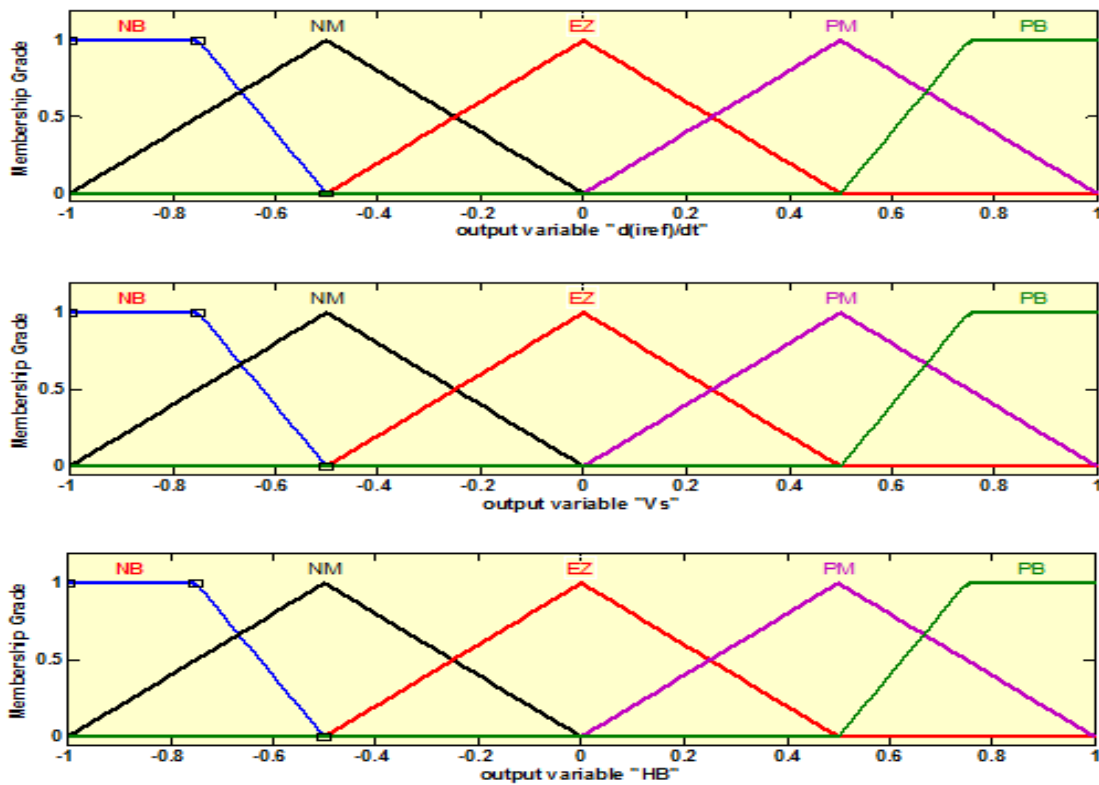 NB NM EZ PM PB
Membership Grade
1
0.5
0
-1 -0.8 -0.6 -0.4 -0.2 0 0.2 0.4 0.6 0.8 1
output variable "d(iref)/dt"
NB NM EZ PM PB
Membership Grade
1
0.5
0
-1 -0.8 -0.6 -0.4 -0.2 0 0.2 0.4 0.6 0.8 1
output variable "Vs"
NB NM EZ PM PB
Membership Grade
1
0.5
0
-1 -0.8 -0.6 -0.4 -0.2 0 0.2 0.4 0.6 0.8 1
output variable "HB"